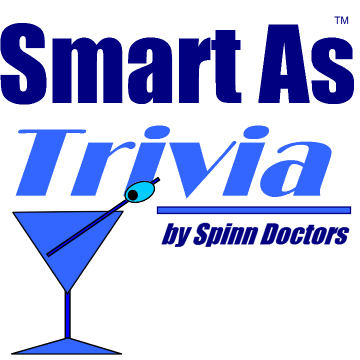 Smart As™
Trivia
by Spinn Doctors